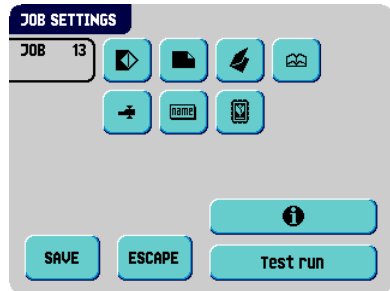 JOB SETTINGS
JOB 13
name
SAVE
ESCAPE
Test run